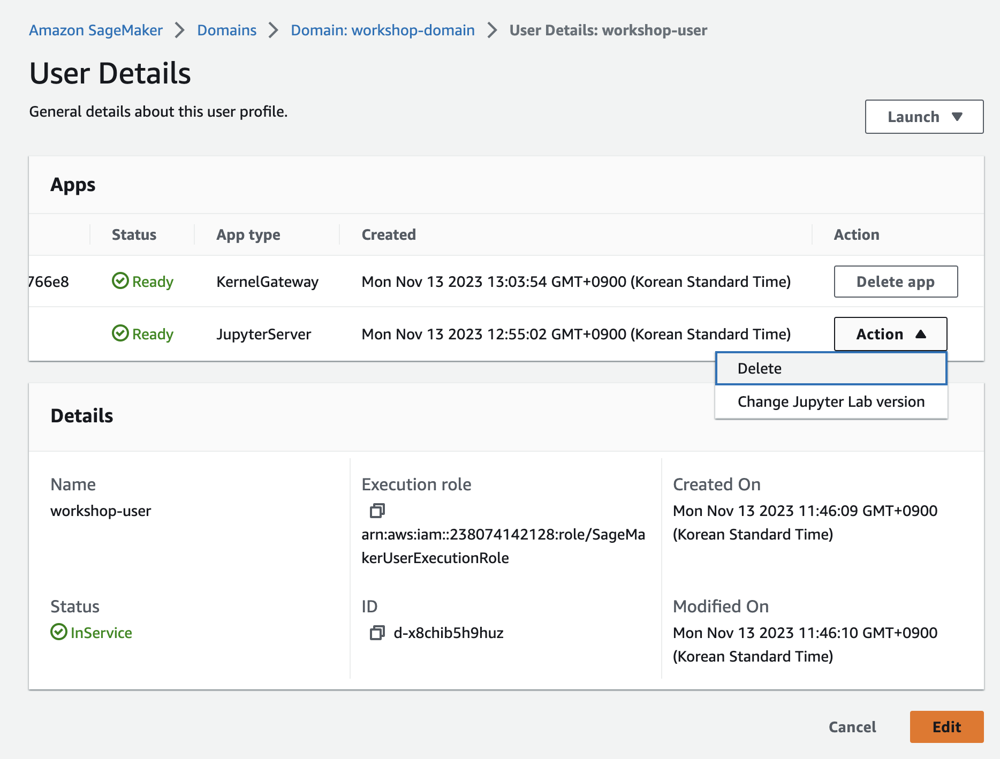 Amazon SageMaker > Domains > Domain: workshop-domain > User Details: workshop-user
User Details
General details about this user profile.
Launch
Apps
Status App type Created Action
766e8 Ready KernelGateway Mon Nov 13 2023 13:03:54 GMT+0900 (Korean Standard Time) Delete app
Ready JupyterServer Mon Nov 13 2023 12:55:02 GMT+0900 (Korean Standard Time) Action
Delete
Change Jupyter Lab version
Details
Name
workshop-user
Execution role
arn:aws:iam::238074142128:role/SageMa
kerUserExecutionRole
Created On
Mon Nov 13 2023 11:46:09 GMT+0900
(Korean Standard Time)
Status
InService
ID
d-x8chib5h9huz
Modified On
Mon Nov 13 2023 11:46:10 GMT+0900
(Korean Standard Time)
Cancel Edit